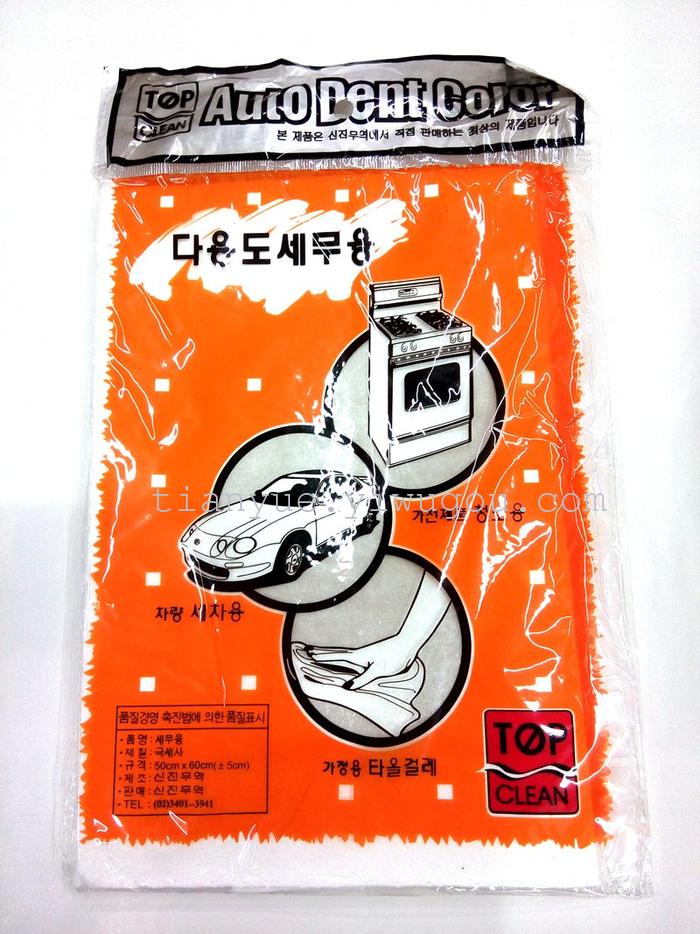 TOP
CLEAN
Auto Dent Color
본 제품은 신진무역에서 직접 판매하는 최상의 제품입니다
다용도세무용
tianyue.yiwugou.com
가전제품 청소용
차량 세차용
가정용 타올걸레
품질경영 촉진법에 의한 품질표시
• 품 명 : 세무융
• 재 질 : 극세사
• 규 격 : 50cm x 60cm(± 5cm)
• 제 조 : 신진무역
• 판 매 : 신진무역
• TEL : (02)3401-3941
TOP
CLEAN